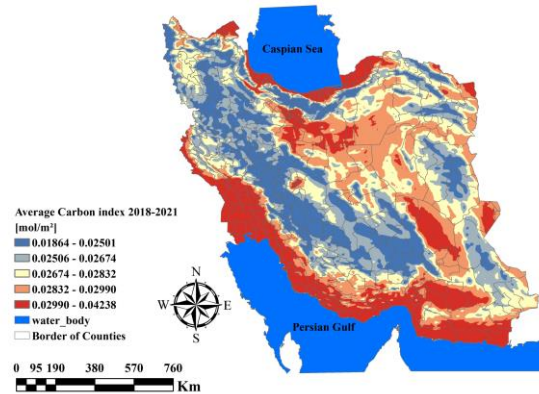 Caspian Sea
Average Carbon index 2018-2021
[mol/m²]
0.01864 - 0.02501
0.02506 - 0.02674
0.02674 - 0.02832
0.02832 - 0.02990
0.02990 - 0.04238
water_body
Border of Counties
N
W E
S
Persian Gulf
0 95 190 380 570 760
Km